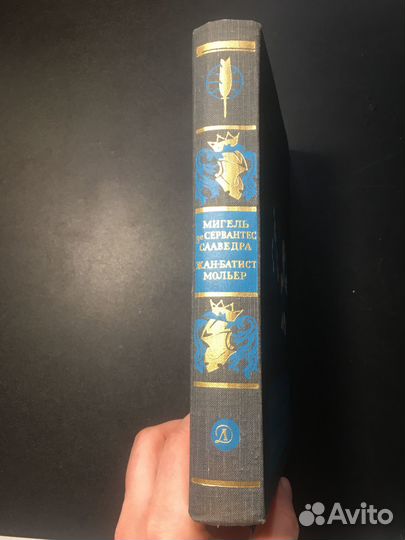 МИГЕЛЬ
де СЕРВАНТЕС
СААВЕДРА
ЖАН-БАТИСТ
МОЛЬЕР
Д
Avito